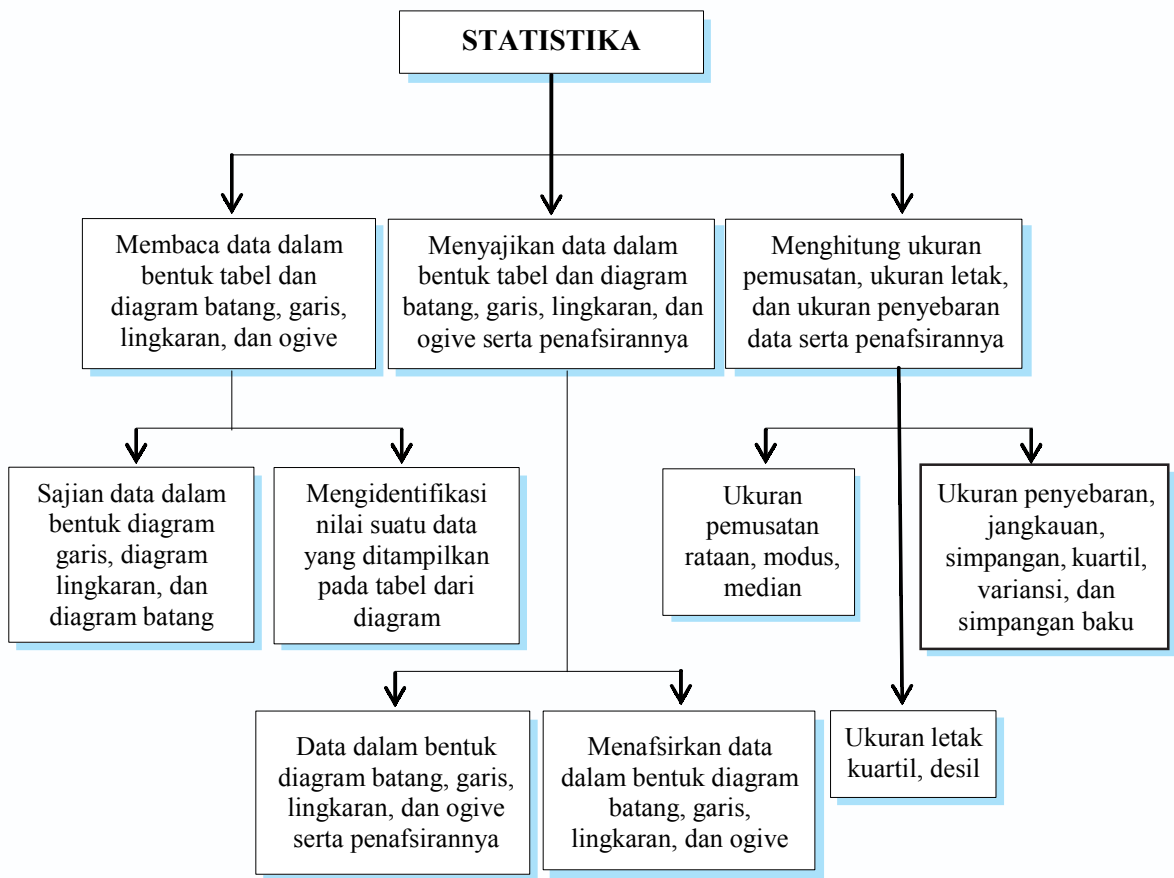 STATISTIKA
Membaca data dalam
bentuk tabel dan
diagram batang, garis,
lingkaran, dan ogive
Menyajikan data dalam
bentuk tabel dan diagram
batang, garis, lingkaran, dan
ogive serta penafsirannya
Menghitung ukuran
pemusatan, ukuran letak,
dan ukuran penyebaran
data serta penafsirannya
Sajian data dalam
bentuk diagram
garis, diagram
lingkaran, dan
diagram batang
Mengidentifikasi
nilai suatu data
yang ditampilkan
pada tabel dari
diagram
Ukuran
pemusatan
rataan, modus,
median
Ukuran penyebaran,
jangkauan,
simpangan, kuartil,
variansi, dan
simpangan baku
Data dalam bentuk
diagram batang, garis,
lingkaran, dan ogive
serta penafsirannya
Menafsirkan data
dalam bentuk diagram
batang, garis,
lingkaran, dan ogive
Ukuran letak
kuartil, desil